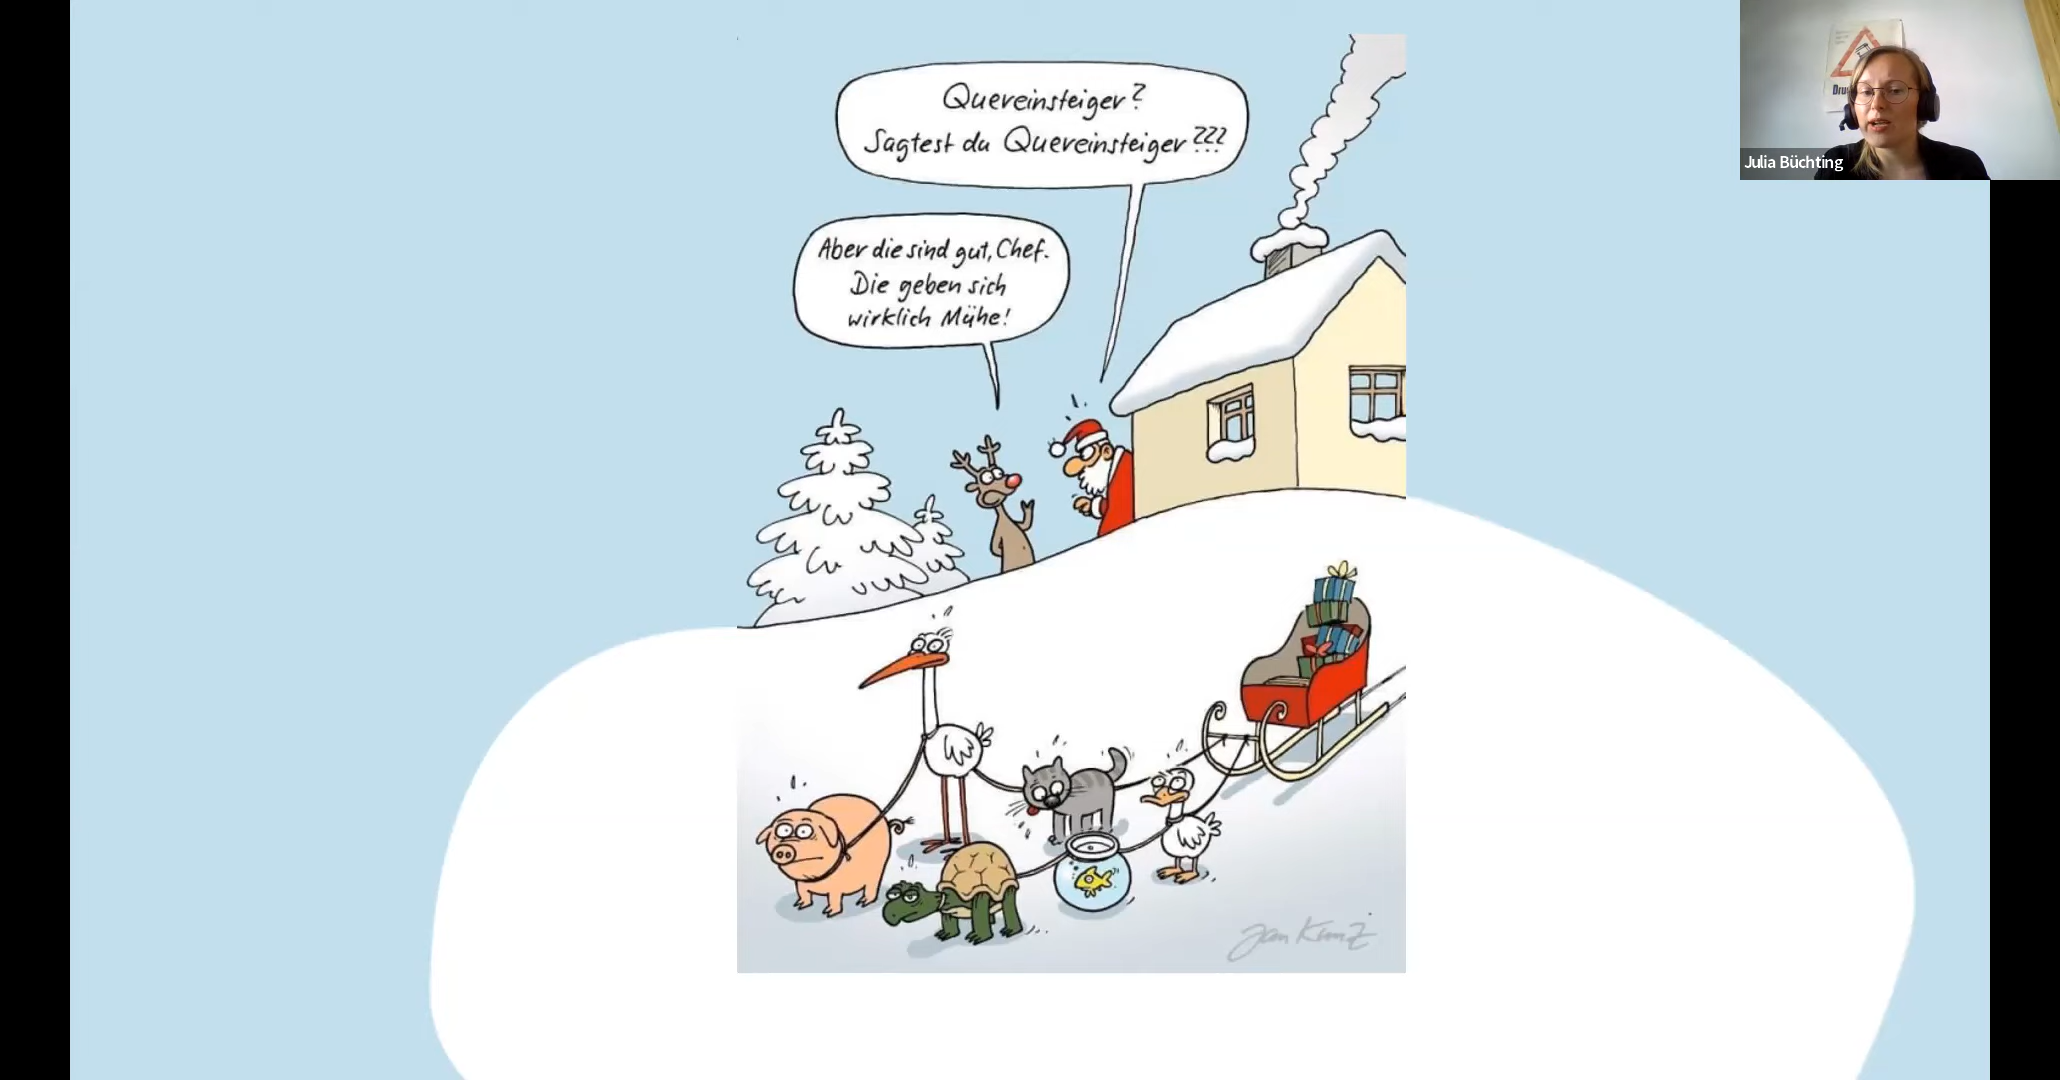 Quereinsteiger?
Sagtest du Quereinsteiger???
Aber die sind gut, Chef.
Die geben sich
wirklich Mühe!
Julia Büchting
Jan Kunz